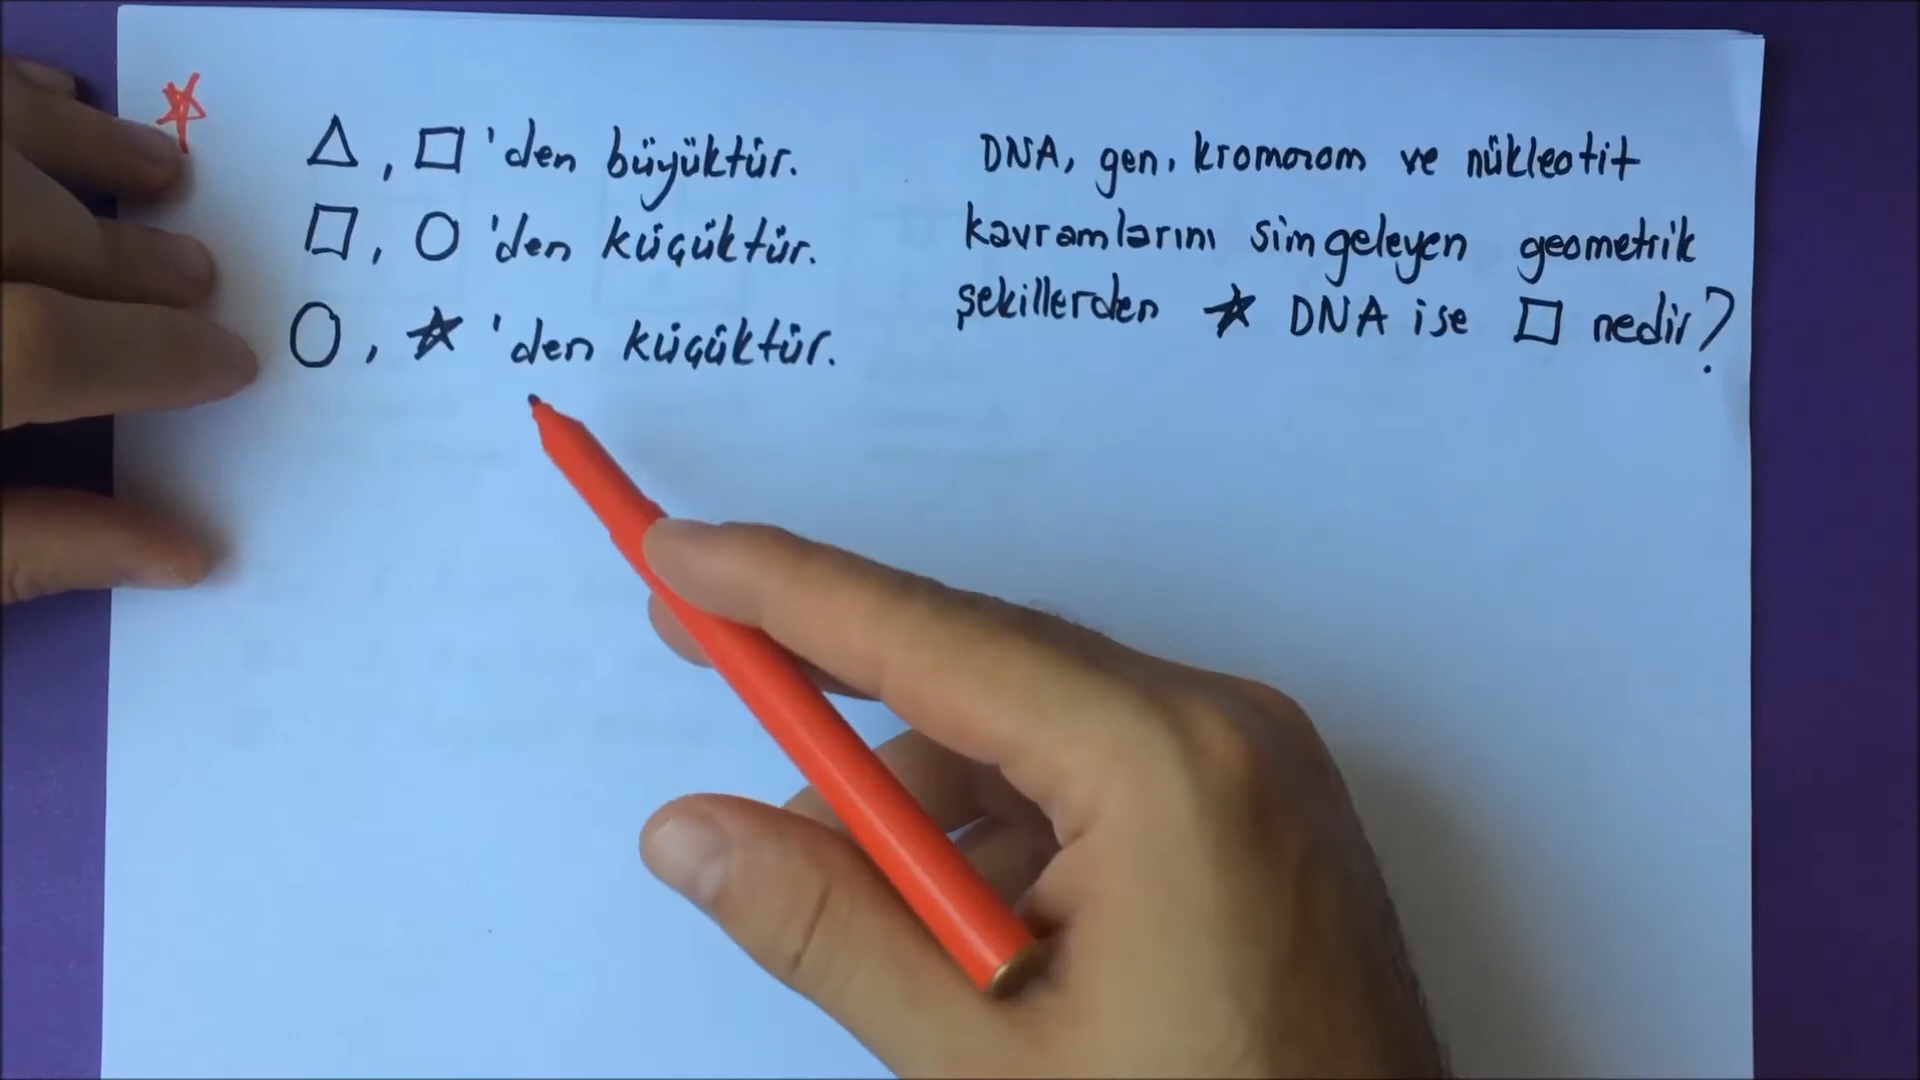 △, □'den büyüktür.
□, ○'den küçüktür.
○, ★'den küçüktür.
DNA, gen, kromozom ve nükleotit
kavramlarını simgeleyen geometrik
şekillerden ★ DNA ise □ nedir?